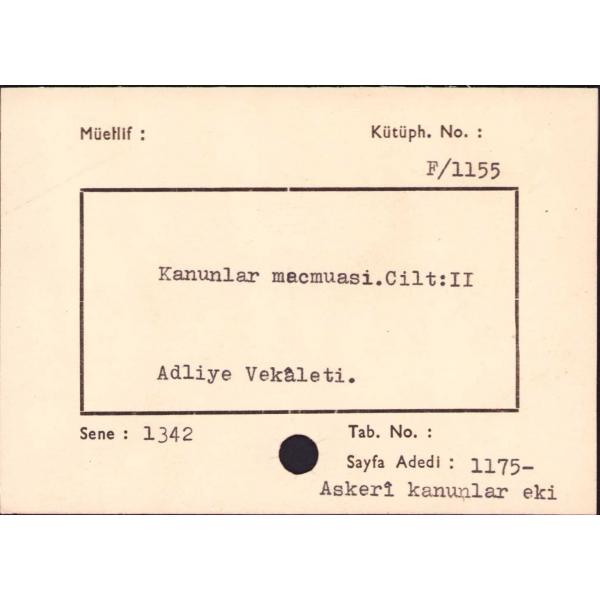 Müellif :
Kütüph. No. :
F/1155
Kanunlar mecmuasi.Cilt:II
Adliye Vekâleti.
Sene : 1342
Tab. No. :
Sayfa Adedi : 1175-
Askerî kanunlar eki